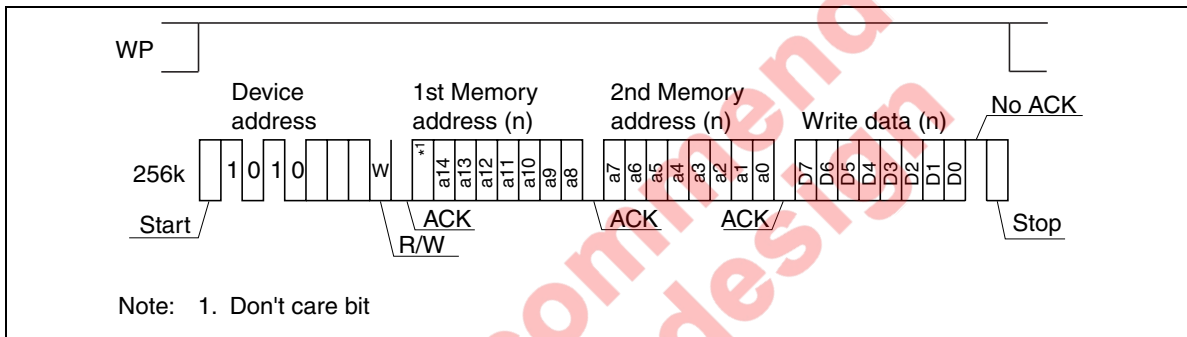 WP
Device address
1st Memory address (n)
2nd Memory address (n)
Write data (n)
No ACK
256k
1 0 1 0
W
*1 a14 a13 a12 a11 a10 a9 a8
a7 a6 a5 a4 a3 a2 a1 a0
D7 D6 D5 D4 D3 D2 D1 D0
Start
R/W
ACK
ACK
ACK
Stop
Note: 1. Don't care bit
commend
design